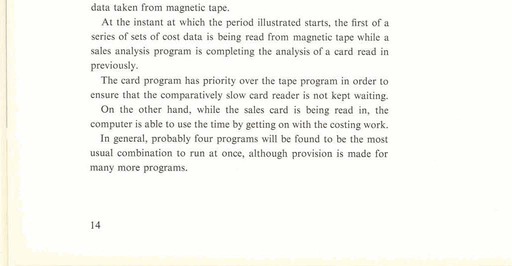 data taken from magnetic tape.
At the instant at which the period illustrated starts, the first of a
series of sets of cost data is being read from magnetic tape while a
sales analysis program is completing the analysis of a card read in
previously.
The card program has priority over the tape program in order to
ensure that the comparatively slow card reader is not kept waiting.
On the other hand, while the sales card is being read in, the
computer is able to use the time by getting on with the costing work.
In general, probably four programs will be found to be the most
usual combination to run at once, although provision is made for
many more programs.
14